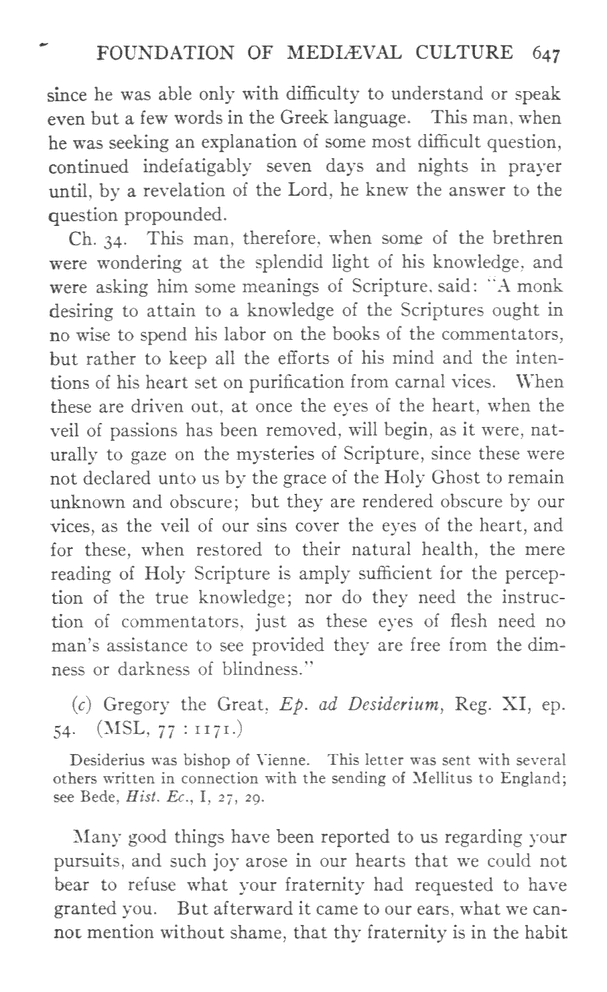 FOUNDATION OF MEDIÆVAL CULTURE 647
since he was able only with difficulty to understand or speak
even but a few words in the Greek language. This man, when
he was seeking an explanation of some most difficult question,
continued indefatigably seven days and nights in prayer
until, by a revelation of the Lord, he knew the answer to the
question propounded.
Ch. 34. This man, therefore, when some of the brethren
were wondering at the splendid light of his knowledge, and
were asking him some meanings of Scripture, said: "A monk
desiring to attain to a knowledge of the Scriptures ought in
no wise to spend his labor on the books of the commentators,
but rather to keep all the efforts of his mind and the inten-
tions of his heart set on purification from carnal vices. When
these are driven out, at once the eyes of the heart, when the
veil of passions has been removed, will begin, as it were, nat-
urally to gaze on the mysteries of Scripture, since these were
not declared unto us by the grace of the Holy Ghost to remain
unknown and obscure; but they are rendered obscure by our
vices, as the veil of our sins cover the eyes of the heart, and
for these, when restored to their natural health, the mere
reading of Holy Scripture is amply sufficient for the percep-
tion of the true knowledge; nor do they need the instruc-
tion of commentators, just as these eyes of flesh need no
man's assistance to see provided they are free from the dim-
ness or darkness of blindness."
(c) Gregory the Great, Ep. ad Desiderium, Reg. XI, ep.
54. (MSL, 77 : 1171.)
Desiderius was bishop of Vienne. This letter was sent with several
others written in connection with the sending of Mellitus to England;
see Bede, Hist. Ec., I, 27, 29.
Many good things have been reported to us regarding your
pursuits, and such joy arose in our hearts that we could not
bear to refuse what your fraternity had requested to have
granted you. But afterward it came to our ears, what we can-
not mention without shame, that thy fraternity is in the habit